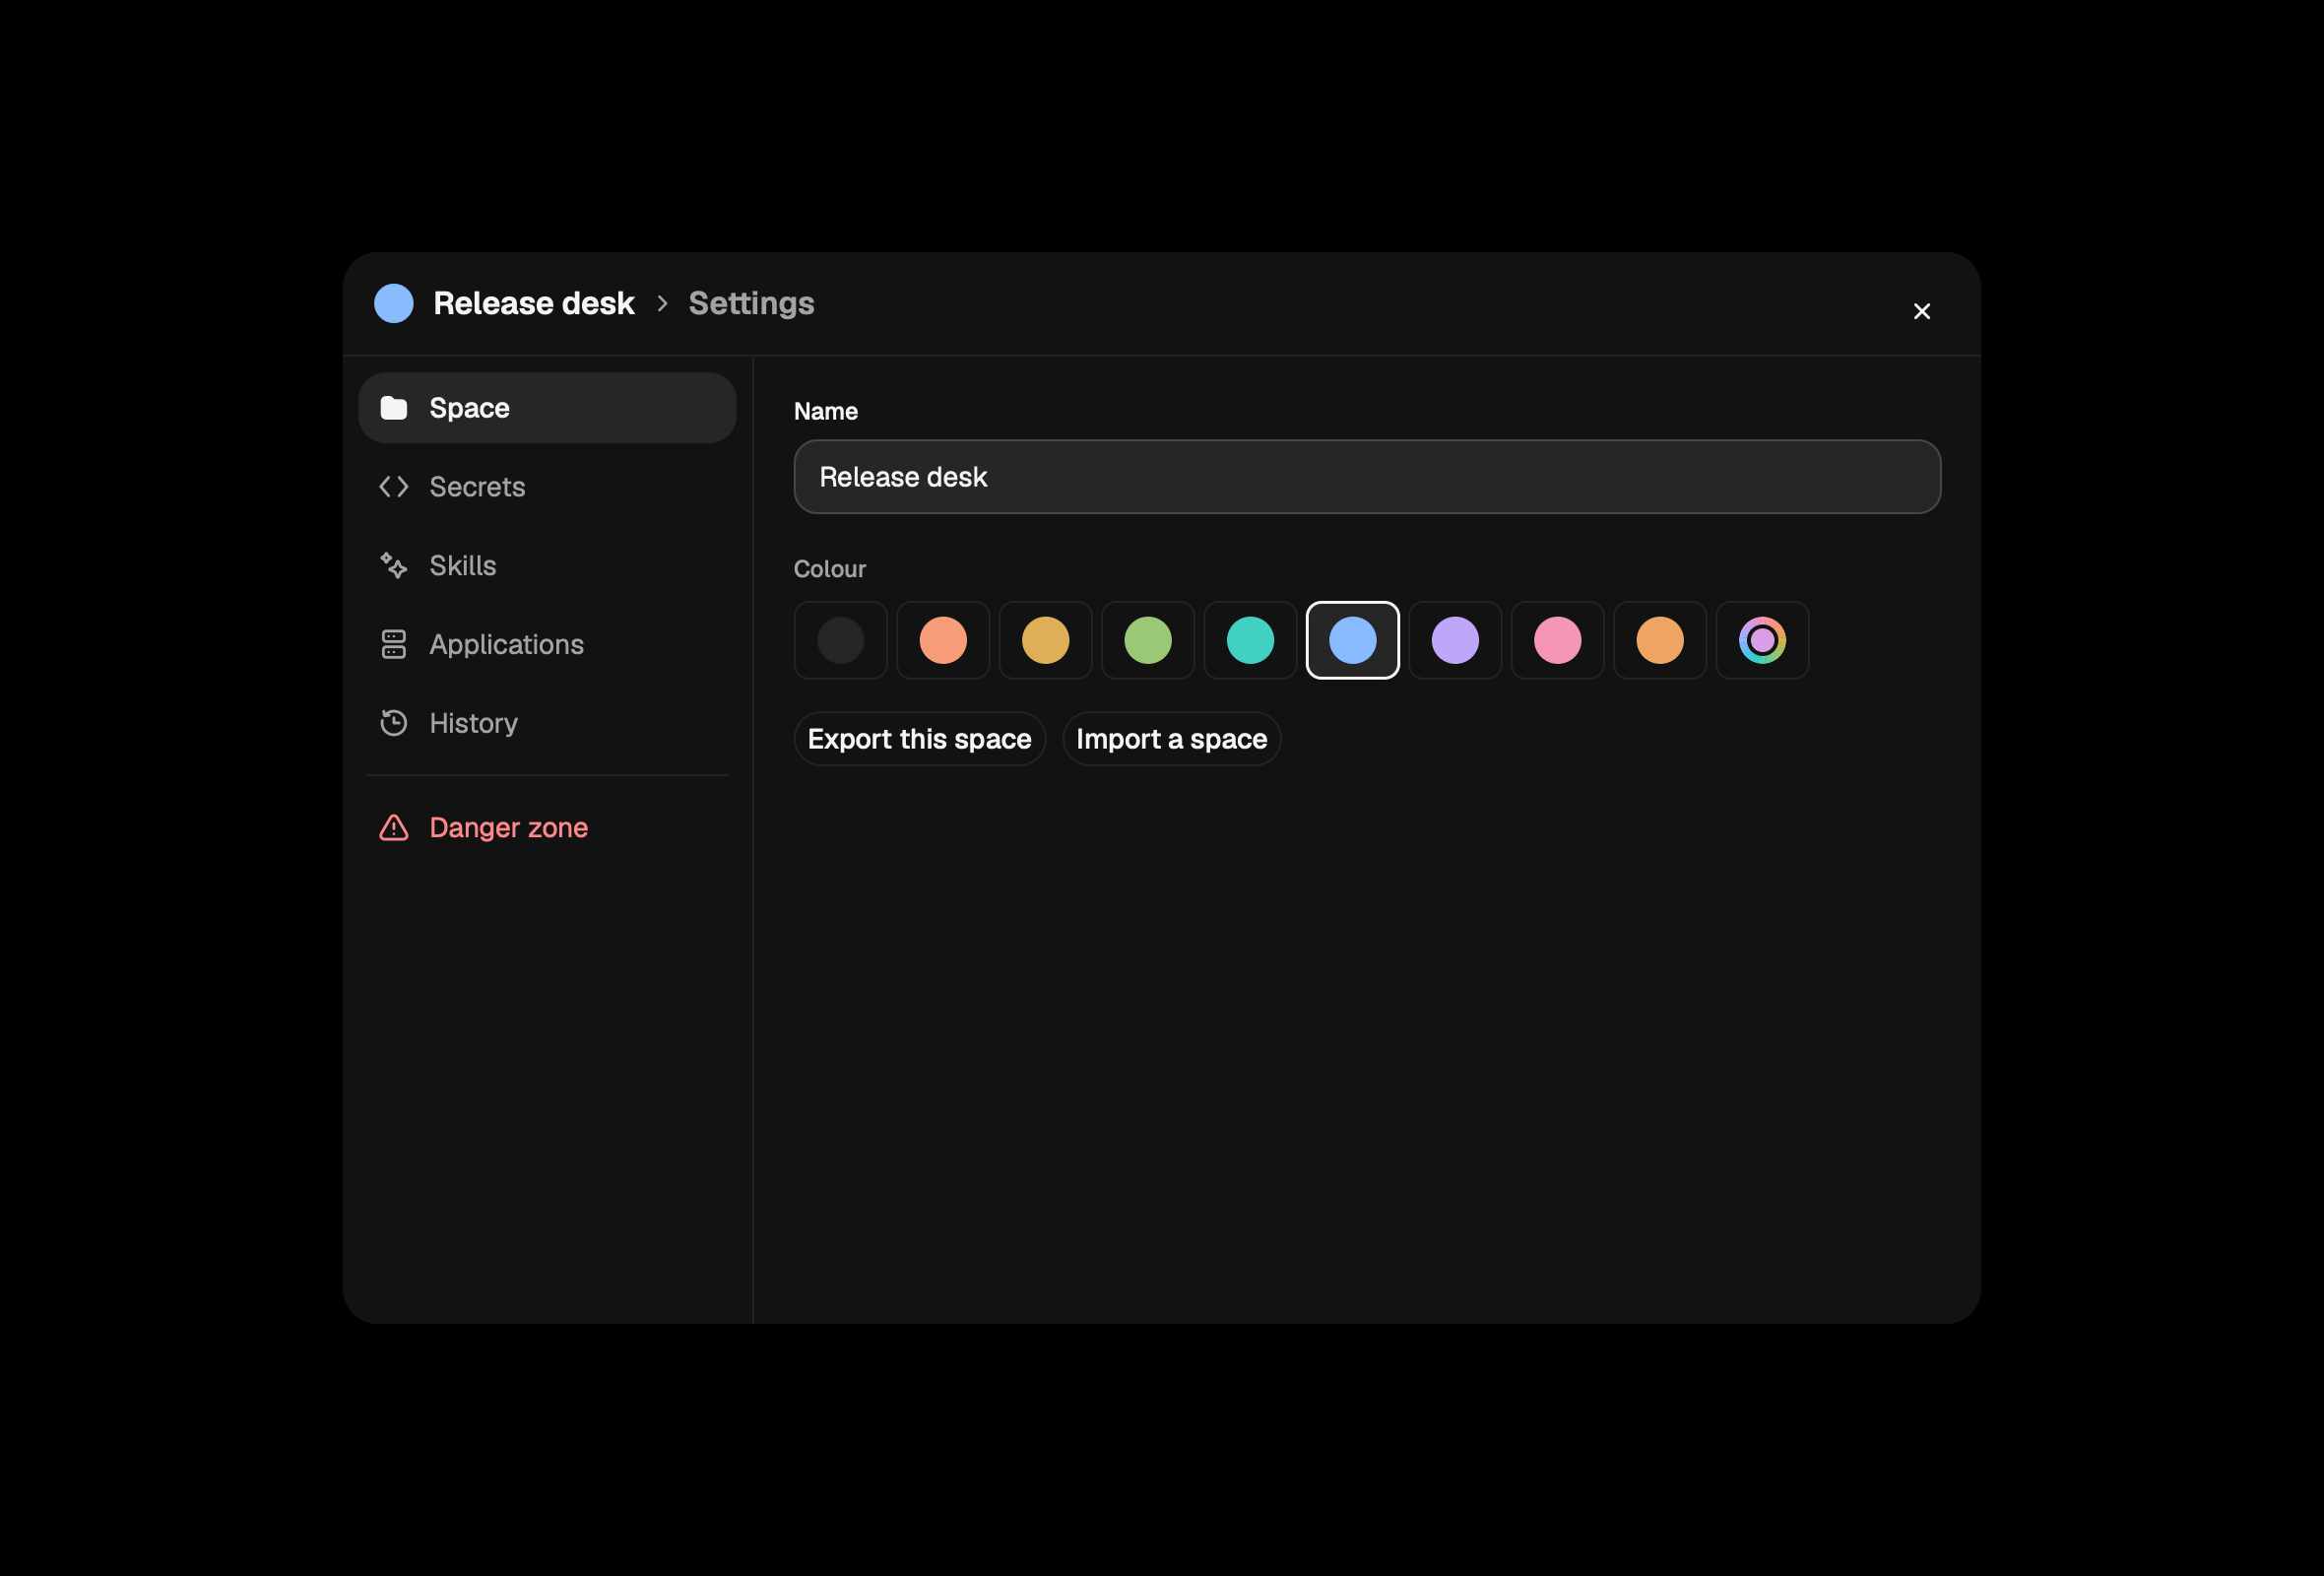 Release desk > Settings
Space
Secrets
Skills
Applications
History
Danger zone
Name
Release desk
Colour
Export this space
Import a space